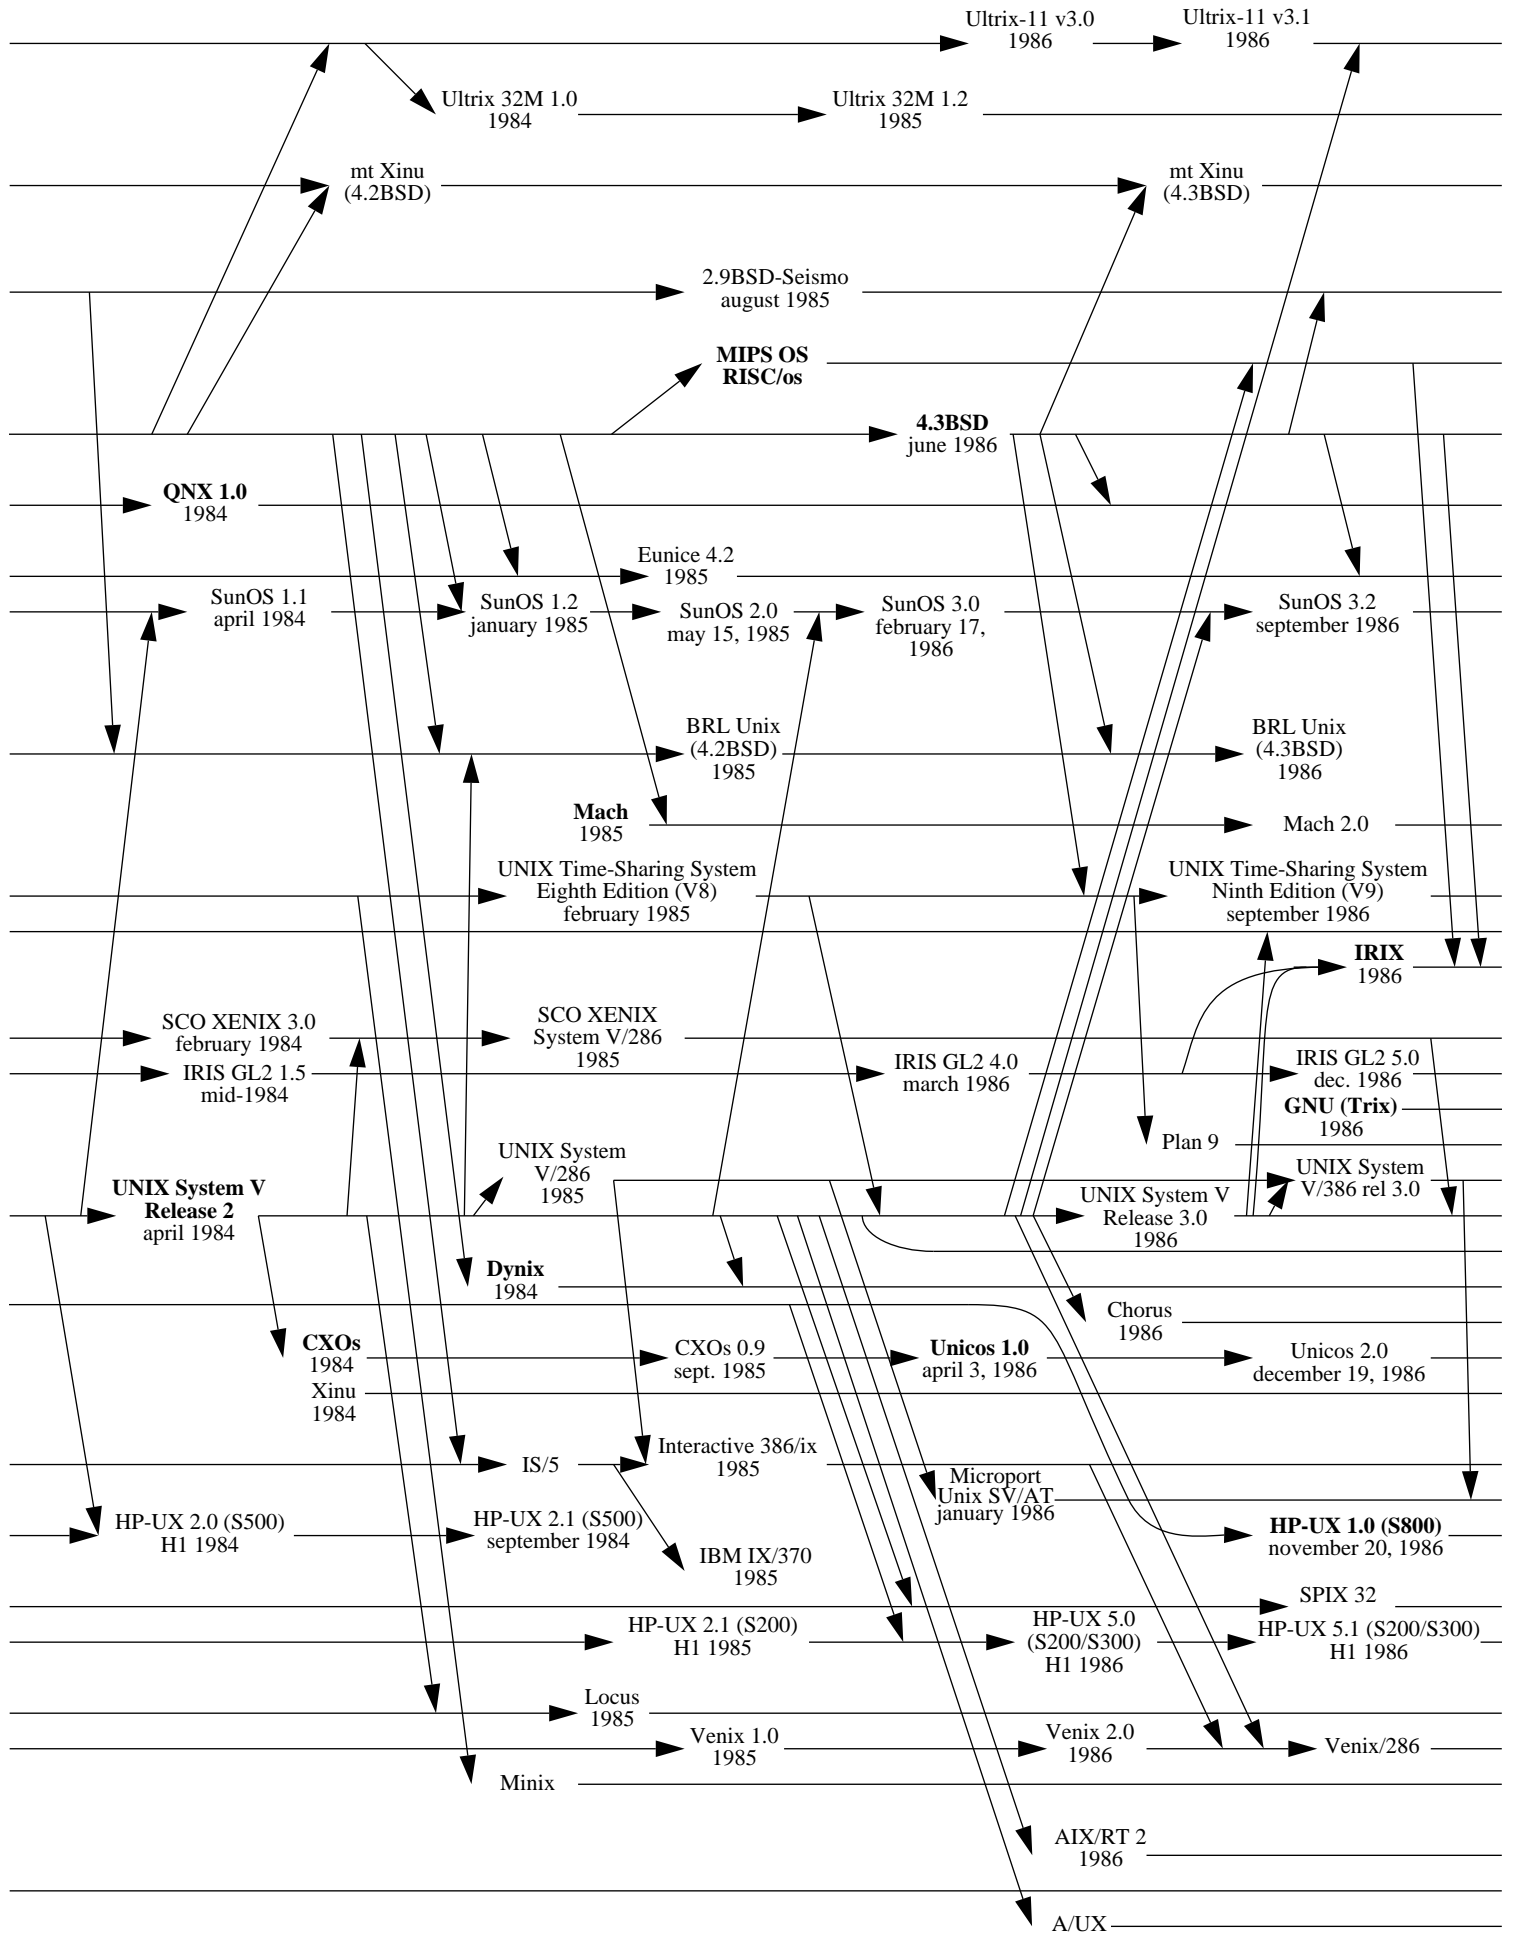 Ultrix-11 v3.0
1986
Ultrix-11 v3.1
1986
Ultrix 32M 1.0
1984
Ultrix 32M 1.2
1985
mt Xinu
(4.2BSD)
mt Xinu
(4.3BSD)
2.9BSD-Seismo
august 1985
MIPS OS
RISC/os
4.3BSD
june 1986
QNX 1.0
1984
Eunice 4.2
1985
SunOS 1.1
april 1984
SunOS 1.2
january 1985
SunOS 2.0
may 15, 1985
SunOS 3.0
february 17,
1986
SunOS 3.2
september 1986
BRL Unix
(4.2BSD)
1985
BRL Unix
(4.3BSD)
1986
Mach
1985
Mach 2.0
UNIX Time-Sharing System
Eighth Edition (V8)
february 1985
UNIX Time-Sharing System
Ninth Edition (V9)
september 1986
IRIX
1986
SCO XENIX 3.0
february 1984
SCO XENIX
System V/286
1985
IRIS GL2 1.5
mid-1984
IRIS GL2 4.0
march 1986
IRIS GL2 5.0
dec. 1986
GNU (Trix)
1986
Plan 9
UNIX System
V/286
1985
UNIX System
V/386 rel 3.0
UNIX System V
Release 2
april 1984
UNIX System V
Release 3.0
1986
Dynix
1984
Chorus
1986
CXOs
1984
CXOs 0.9
sept. 1985
Unicos 1.0
april 3, 1986
Unicos 2.0
december 19, 1986
Xinu
1984
IS/5
Interactive 386/ix
1985
Microport
Unix SV/AT
january 1986
HP-UX 2.0 (S500)
H1 1984
HP-UX 2.1 (S500)
september 1984
HP-UX 1.0 (S800)
november 20, 1986
IBM IX/370
1985
SPIX 32
HP-UX 2.1 (S200)
H1 1985
HP-UX 5.0
(S200/S300)
H1 1986
HP-UX 5.1 (S200/S300)
H1 1986
Locus
1985
Venix 1.0
1985
Venix 2.0
1986
Venix/286
Minix
AIX/RT 2
1986
A/UX